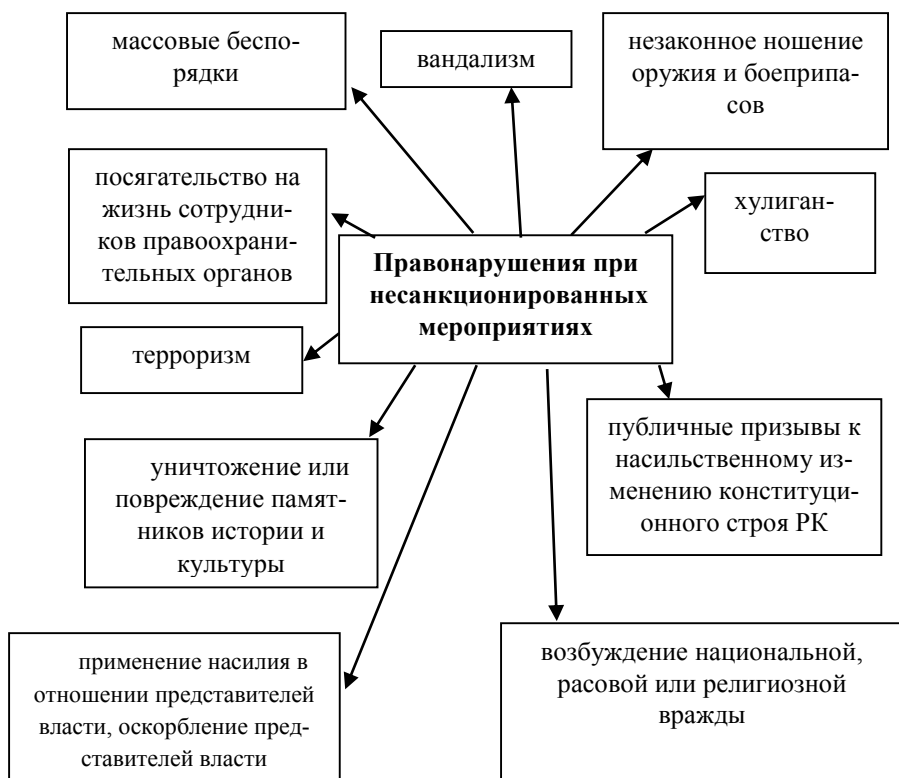 массовые беспо-
рядки
вандализм
незаконное ношение
оружия и боеприпа-
сов
посягательство на
жизнь сотрудни-
ков правоохрани-
тельных органов
хулиган-
ство
Правонарушения при
несанкционированных
мероприятиях
терроризм
уничтожение или
повреждение памят-
ников истории и
культуры
публичные призывы к
насильственному из-
менению конституци-
онного строя РК
применение насилия в
отношении представителей
власти, оскорбление пред-
ставителей власти
возбуждение национальной,
расовой или религиозной
вражды